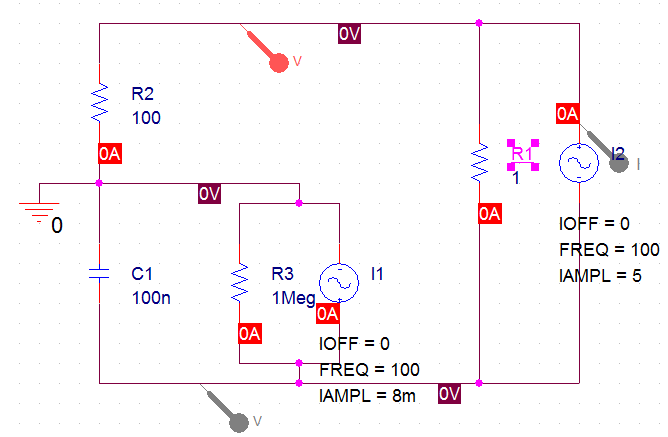 0V
V
R2
100
0A
0A
R1
1
I2
I
0V
0
0A
IOFF = 0
FREQ = 100
IAMPL = 5
C1
100n
R3
1Meg
I1
0A
0A
IOFF = 0
FREQ = 100
IAMPL = 8m
0V
V